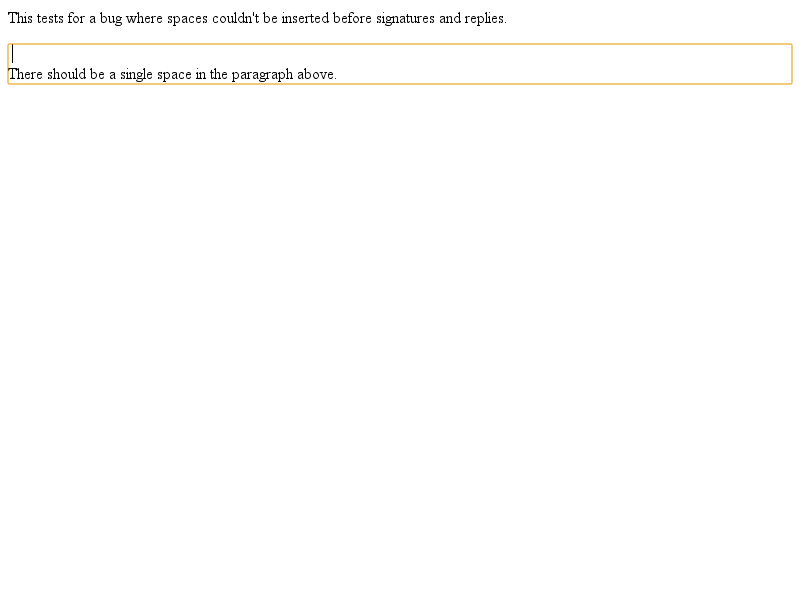 This tests for a bug where spaces couldn't be inserted before signatures and replies.
There should be a single space in the paragraph above.